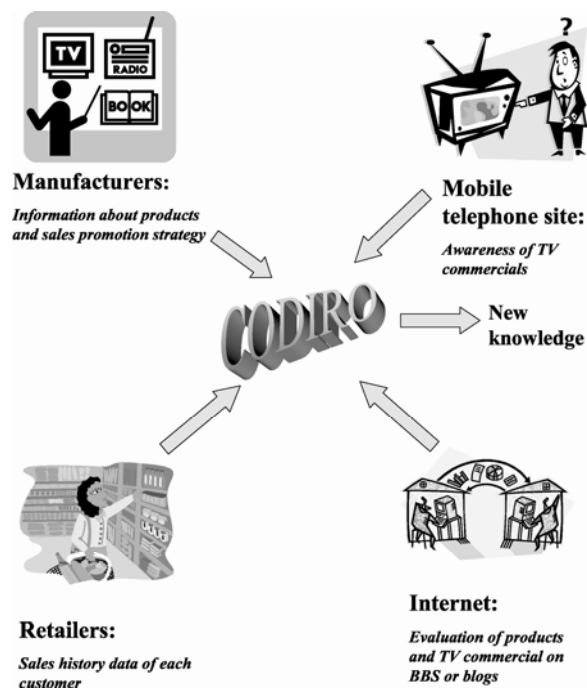 TV
RADIO
BOOK
?
Manufacturers:
Information about products
and sales promotion strategy
Mobile
telephone site:
Awareness of TV
commercials
CODIRO
New
knowledge
Retailers:
Sales history data of each
customer
Internet:
Evaluation of products
and TV commercial on
BBS or blogs